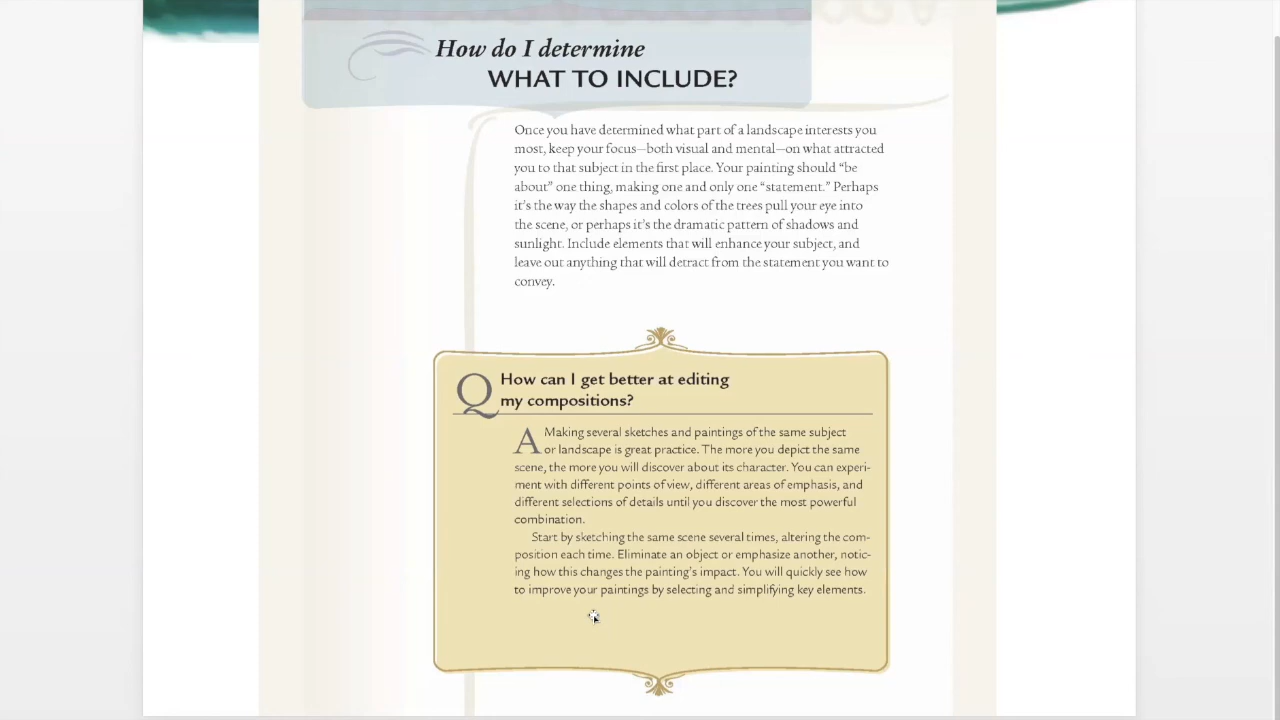 How do I determine
WHAT TO INCLUDE?
Once you have determined what part of a landscape interests you
most, keep your focus—both visual and mental—on what attracted
you to that subject in the first place. Your painting should “be
about” one thing, making one and only one “statement.” Perhaps
it’s the way the shapes and colors of the trees pull your eye into
the scene, or perhaps it’s the dramatic pattern of shadows and
sunlight. Include elements that will enhance your subject, and
leave out anything that will detract from the statement you want to
convey.
Q How can I get better at editing
my compositions?
A Making several sketches and paintings of the same subject
or landscape is great practice. The more you depict the same
scene, the more you will discover about its character. You can experi-
ment with different points of view, different areas of emphasis, and
different selections of details until you discover the most powerful
combination.
Start by sketching the same scene several times, altering the com-
position each time. Eliminate an object or emphasize another, notic-
ing how this changes the painting’s impact. You will quickly see how
to improve your paintings by selecting and simplifying key elements.